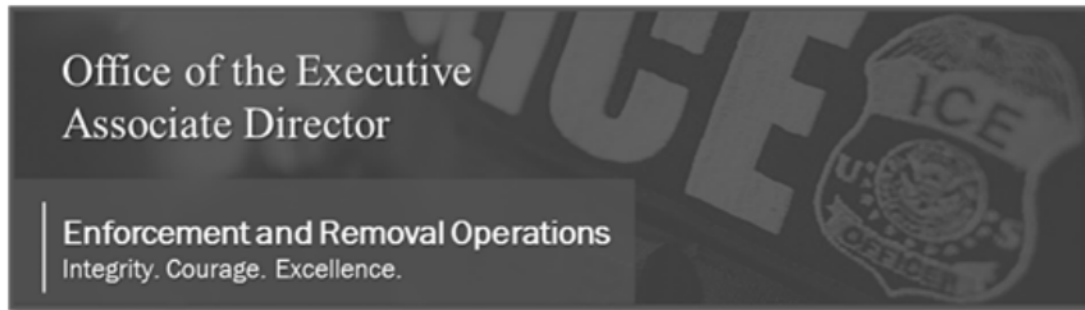 Office of the Executive
Associate Director
Enforcement and Removal Operations
Integrity. Courage. Excellence.
ICE
ICE
U S
OFFICER